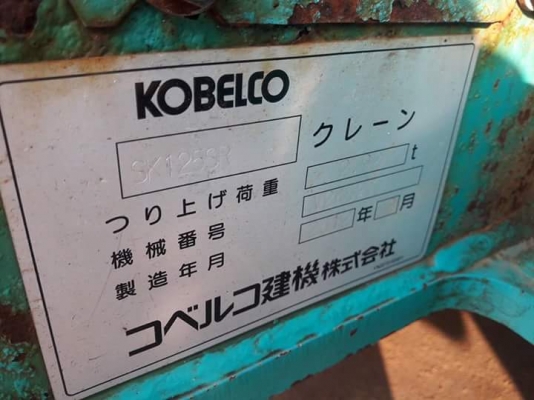 KOBELCO
SK125SR クレーン
つり上げ荷重 t
機械番号
製造年月 年 月
コベルコ建機株式会社